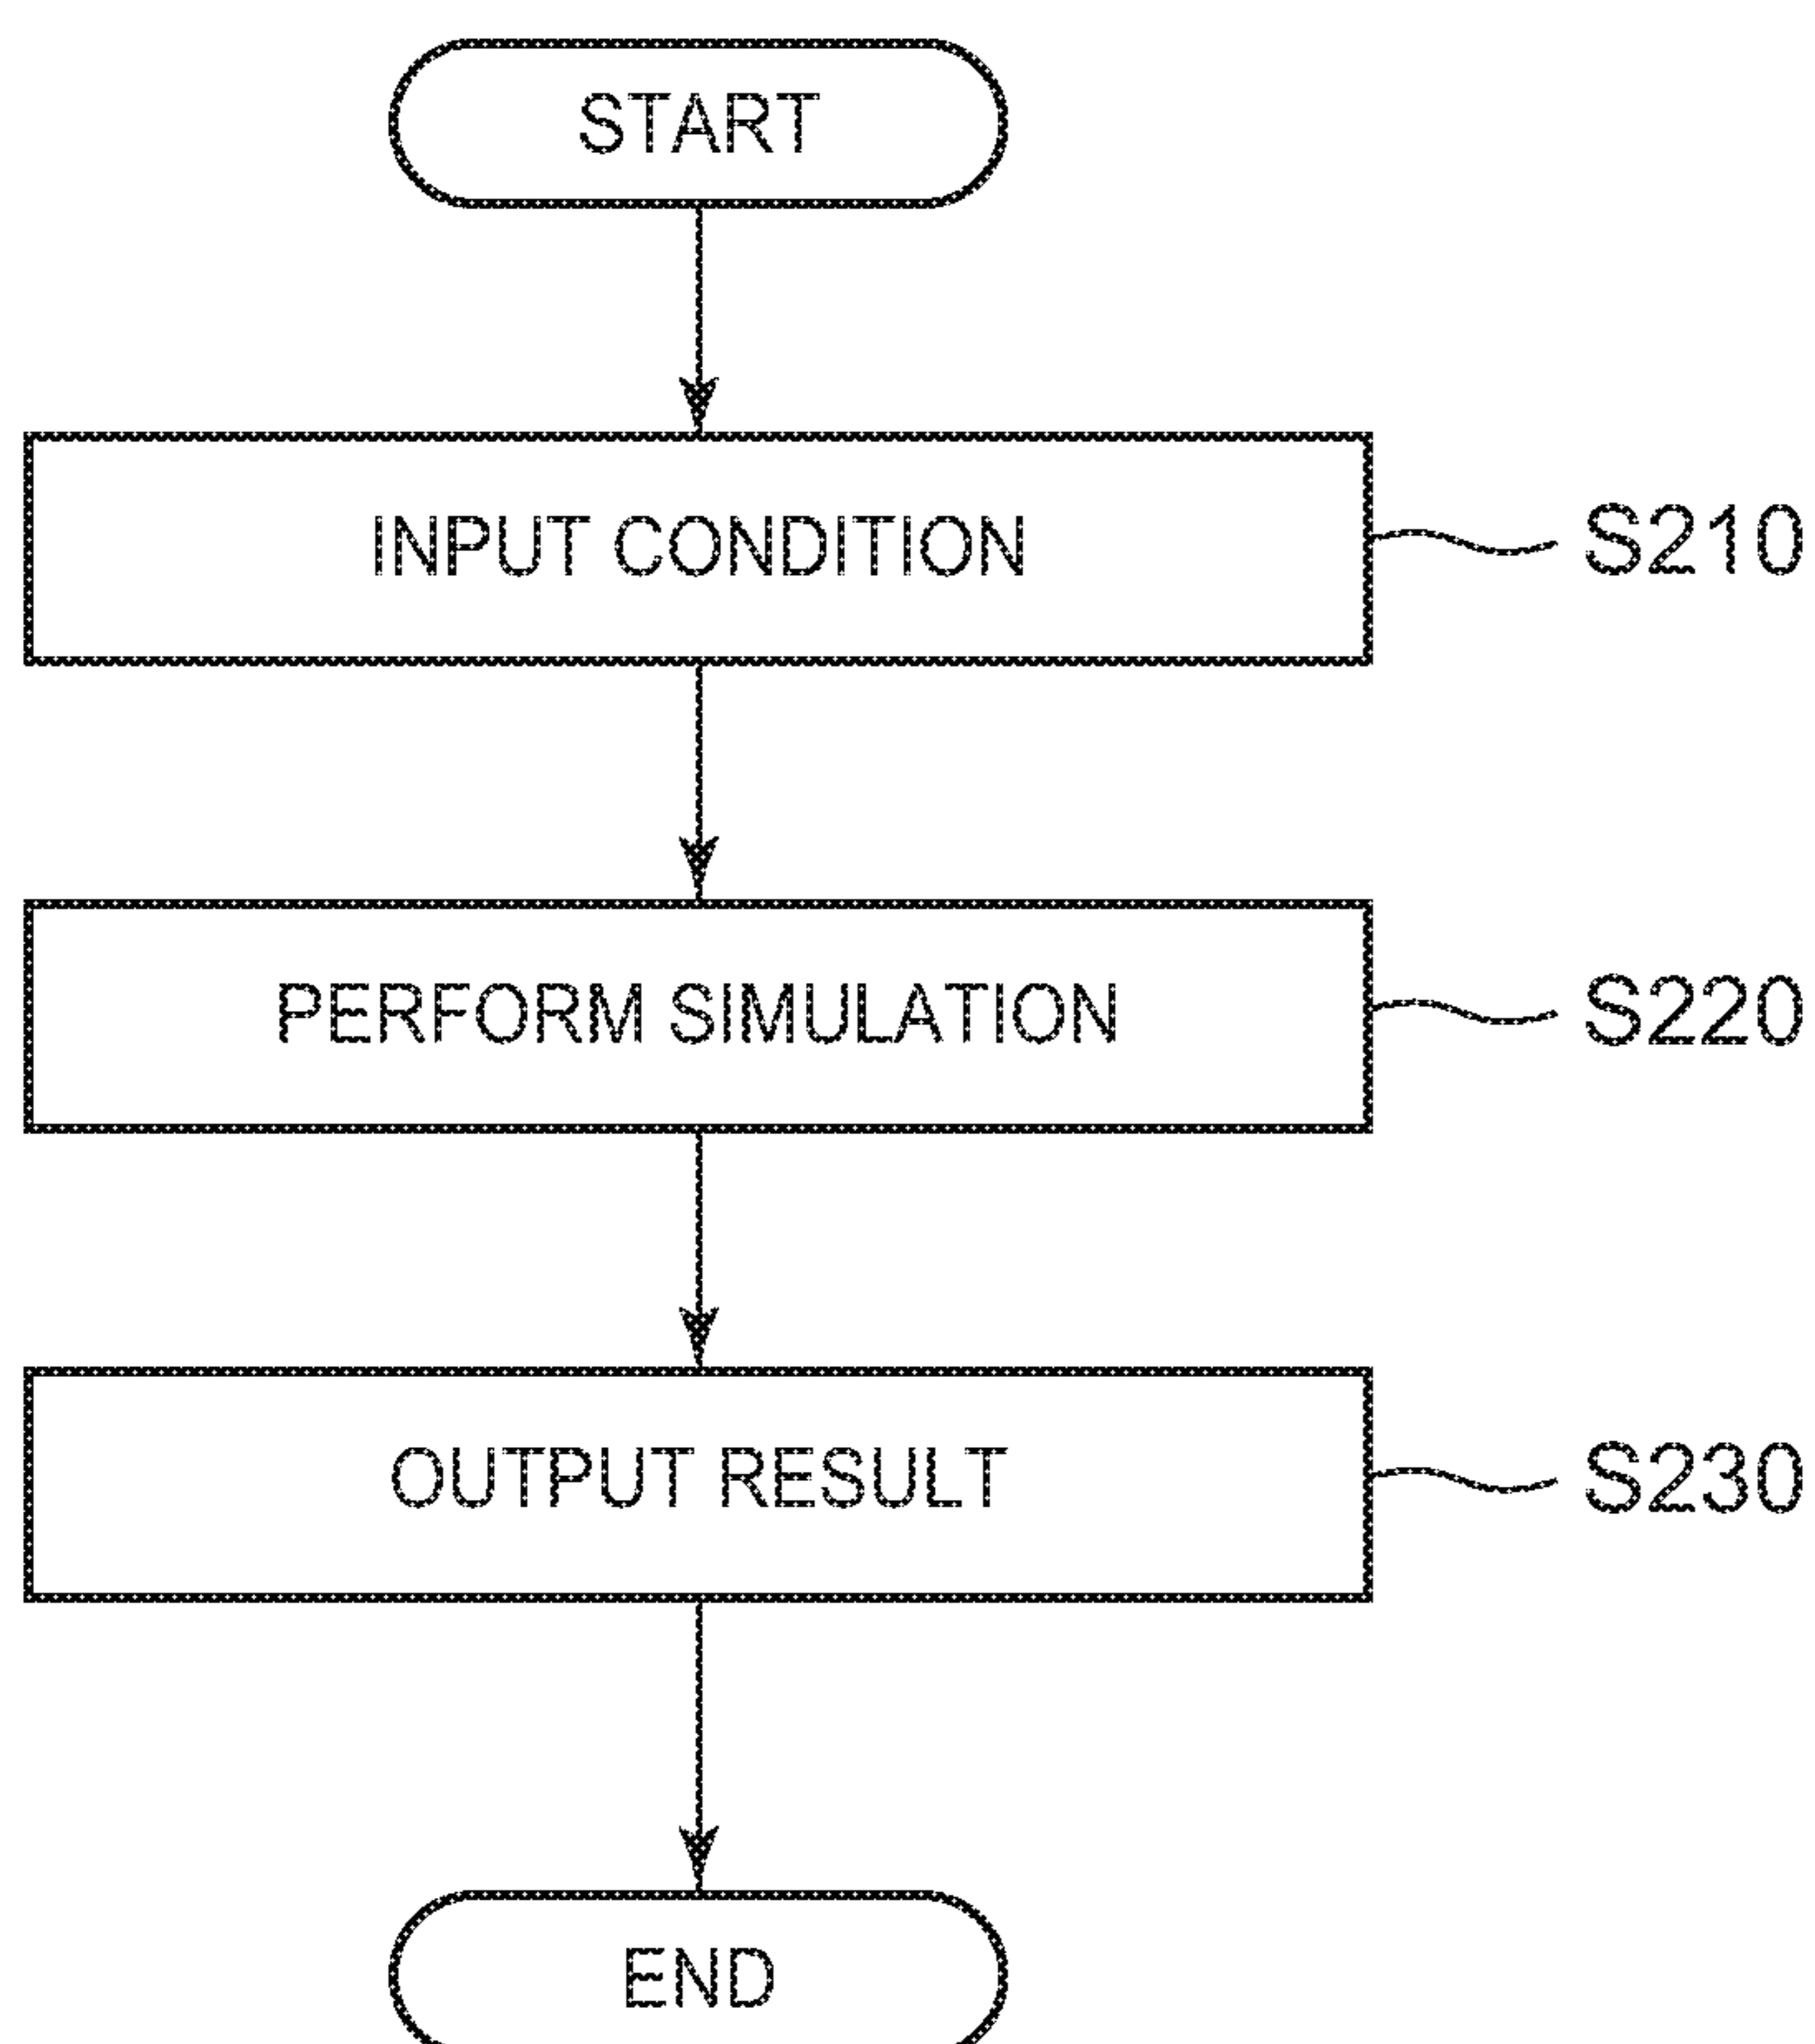 START
INPUT CONDITION
S210
PERFORM SIMULATION
S220
OUTPUT RESULT
S230
END